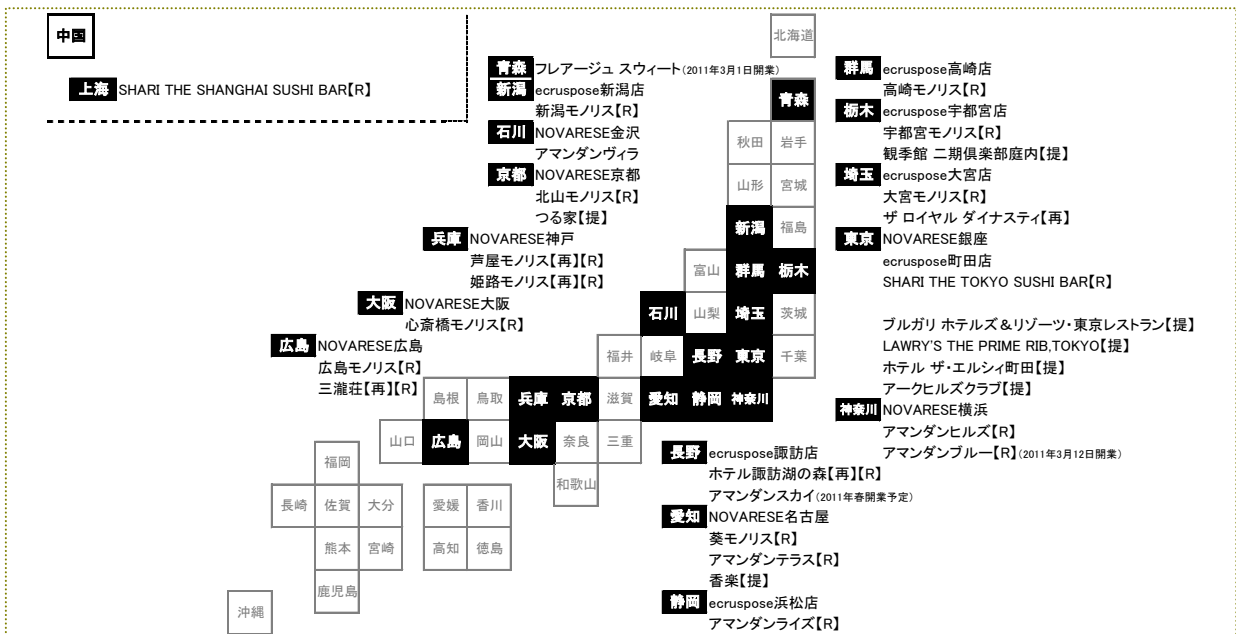 中国
上海 SHARI THE SHANGHAI SUSHI BAR【R】
青森 フレアージュ スウィート(2011年3月1日開業)
新潟 ecruspose新潟店
新潟モノリス【R】
石川 NOVARESE金沢
アマンダンヴィラ
京都 NOVARESE京都
北山モノリス【R】
つる家【提】
兵庫 NOVARESE神戸
芦屋モノリス【再】【R】
姫路モノリス【再】【R】
大阪 NOVARESE大阪
心斎橋モノリス【R】
広島 NOVARESE広島
広島モノリス【R】
三瀧荘【再】【R】
群馬 ecruspose高崎店
高崎モノリス【R】
栃木 ecruspose宇都宮店
宇都宮モノリス【R】
観季館 二期倶楽部庭内【提】
埼玉 ecruspose大宮店
大宮モノリス【R】
ザ ロイヤル ダイナスティ【再】
東京 NOVARESE銀座
ecruspose町田店
SHARI THE TOKYO SUSHI BAR【R】
ブルガリ ホテルズ&リゾーツ・東京レストラン【提】
LAWRY'S THE PRIME RIB,TOKYO【提】
ホテル ザ・エルシィ町田【提】
アークヒルズクラブ【提】
神奈川 NOVARESE横浜
アマンダンヒルズ【R】
アマンダンブルー【R】(2011年3月12日開業)
長野 ecruspose諏訪店
ホテル諏訪湖の森【再】【R】
アマンダンスカイ(2011年春開業予定)
愛知 NOVARESE名古屋
葵モノリス【R】
アマンダンテラス【R】
香楽【提】
静岡 ecruspose浜松店
アマンダンライズ【R】
北海道
青森
秋田 岩手
山形 宮城
新潟 福島
富山 群馬 栃木
石川 山梨 埼玉 茨城
福井 岐阜 長野 東京 千葉
島根 鳥取 兵庫 京都 滋賀 愛知 静岡 神奈川
山口 広島 岡山 大阪 奈良 三重
和歌山
福岡
長崎 佐賀 大分 愛媛 香川
熊本 宮崎 高知 徳島
鹿児島
沖縄